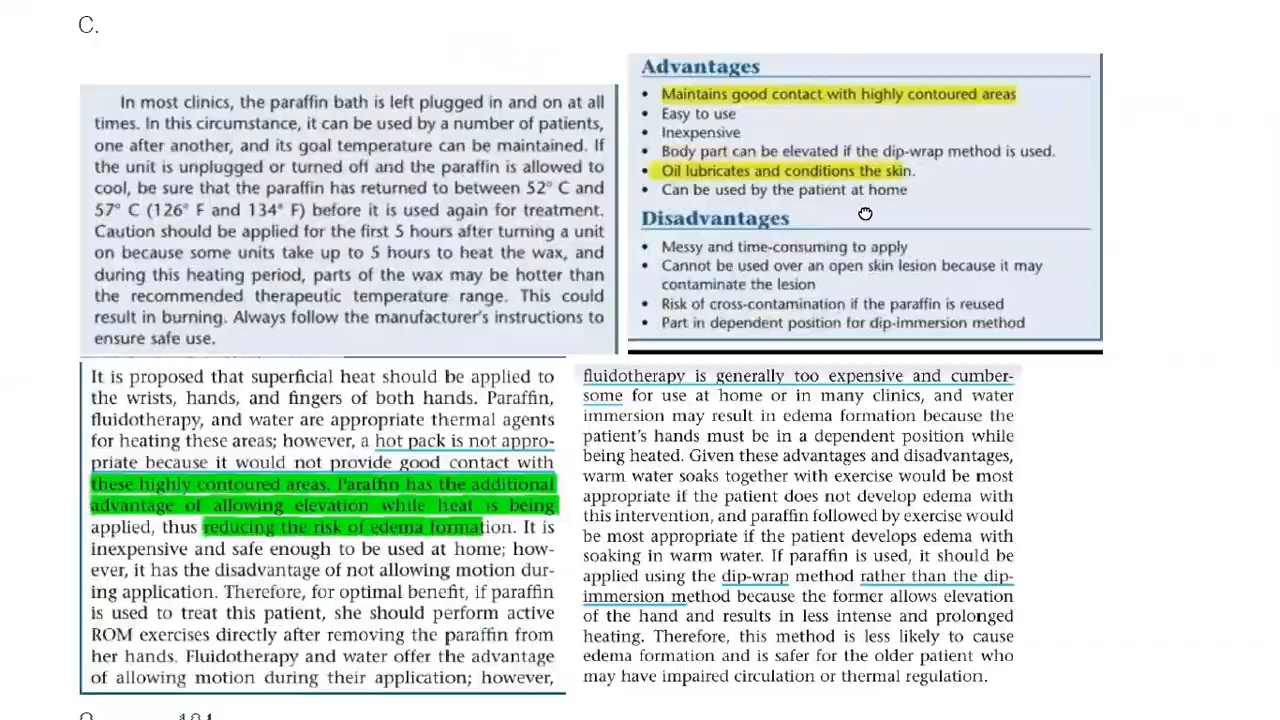 C.
In most clinics, the paraffin bath is left plugged in and on at all
times. In this circumstance, it can be used by a number of patients,
one after another, and its goal temperature can be maintained. If
the unit is unplugged or turned off and the paraffin is allowed to
cool, be sure that the paraffin has returned to between 52° C and
57° C (126° F and 134° F) before it is used again for treatment.
Caution should be applied for the first 5 hours after turning a unit
on because some units take up to 5 hours to heat the wax, and
during this heating period, parts of the wax may be hotter than
the recommended therapeutic temperature range. This could
result in burning. Always follow the manufacturer's instructions to
ensure safe use.
Advantages
• Maintains good contact with highly contoured areas
• Easy to use
• Inexpensive
• Body part can be elevated if the dip-wrap method is used.
• Oil lubricates and conditions the skin.
• Can be used by the patient at home
Disadvantages
• Messy and time-consuming to apply
• Cannot be used over an open skin lesion because it may
contaminate the lesion
• Risk of cross-contamination if the paraffin is reused
• Part in dependent position for dip-immersion method
It is proposed that superficial heat should be applied to
the wrists, hands, and fingers of both hands. Paraffin,
fluidotherapy, and water are appropriate thermal agents
for heating these areas; however, a hot pack is not appro-
priate because it would not provide good contact with
these highly contoured areas. Paraffin has the additional
advantage of allowing elevation while heat is being
applied, thus reducing the risk of edema formation. It is
inexpensive and safe enough to be used at home; how-
ever, it has the disadvantage of not allowing motion dur-
ing application. Therefore, for optimal benefit, if paraffin
is used to treat this patient, she should perform active
ROM exercises directly after removing the paraffin from
her hands. Fluidotherapy and water offer the advantage
of allowing motion during their application; however,
fluidotherapy is generally too expensive and cumber-
some for use at home or in many clinics, and water
immersion may result in edema formation because the
patient's hands must be in a dependent position while
being heated. Given these advantages and disadvantages,
warm water soaks together with exercise would be most
appropriate if the patient does not develop edema with
this intervention, and paraffin followed by exercise would
be most appropriate if the patient develops edema with
soaking in warm water. If paraffin is used, it should be
applied using the dip-wrap method rather than the dip-
immersion method because the former allows elevation
of the hand and results in less intense and prolonged
heating. Therefore, this method is less likely to cause
edema formation and is safer for the older patient who
may have impaired circulation or thermal regulation.